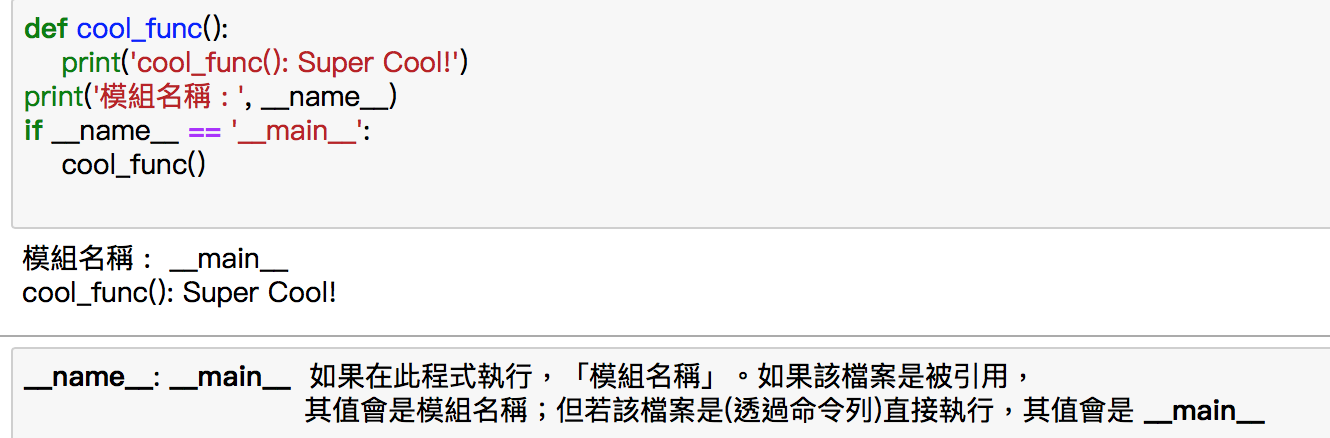 def cool_func():
    print('cool_func(): Super Cool!')
print('模組名稱：', __name__)
if __name__ == '__main__':
    cool_func()
模組名稱： __main__
cool_func(): Super Cool!
__name__: __main__ 如果在此程式執行，「模組名稱」。如果該檔案是被引用，
其值會是模組名稱；但若該檔案是(透過命令列)直接執行，其值會是 __main__